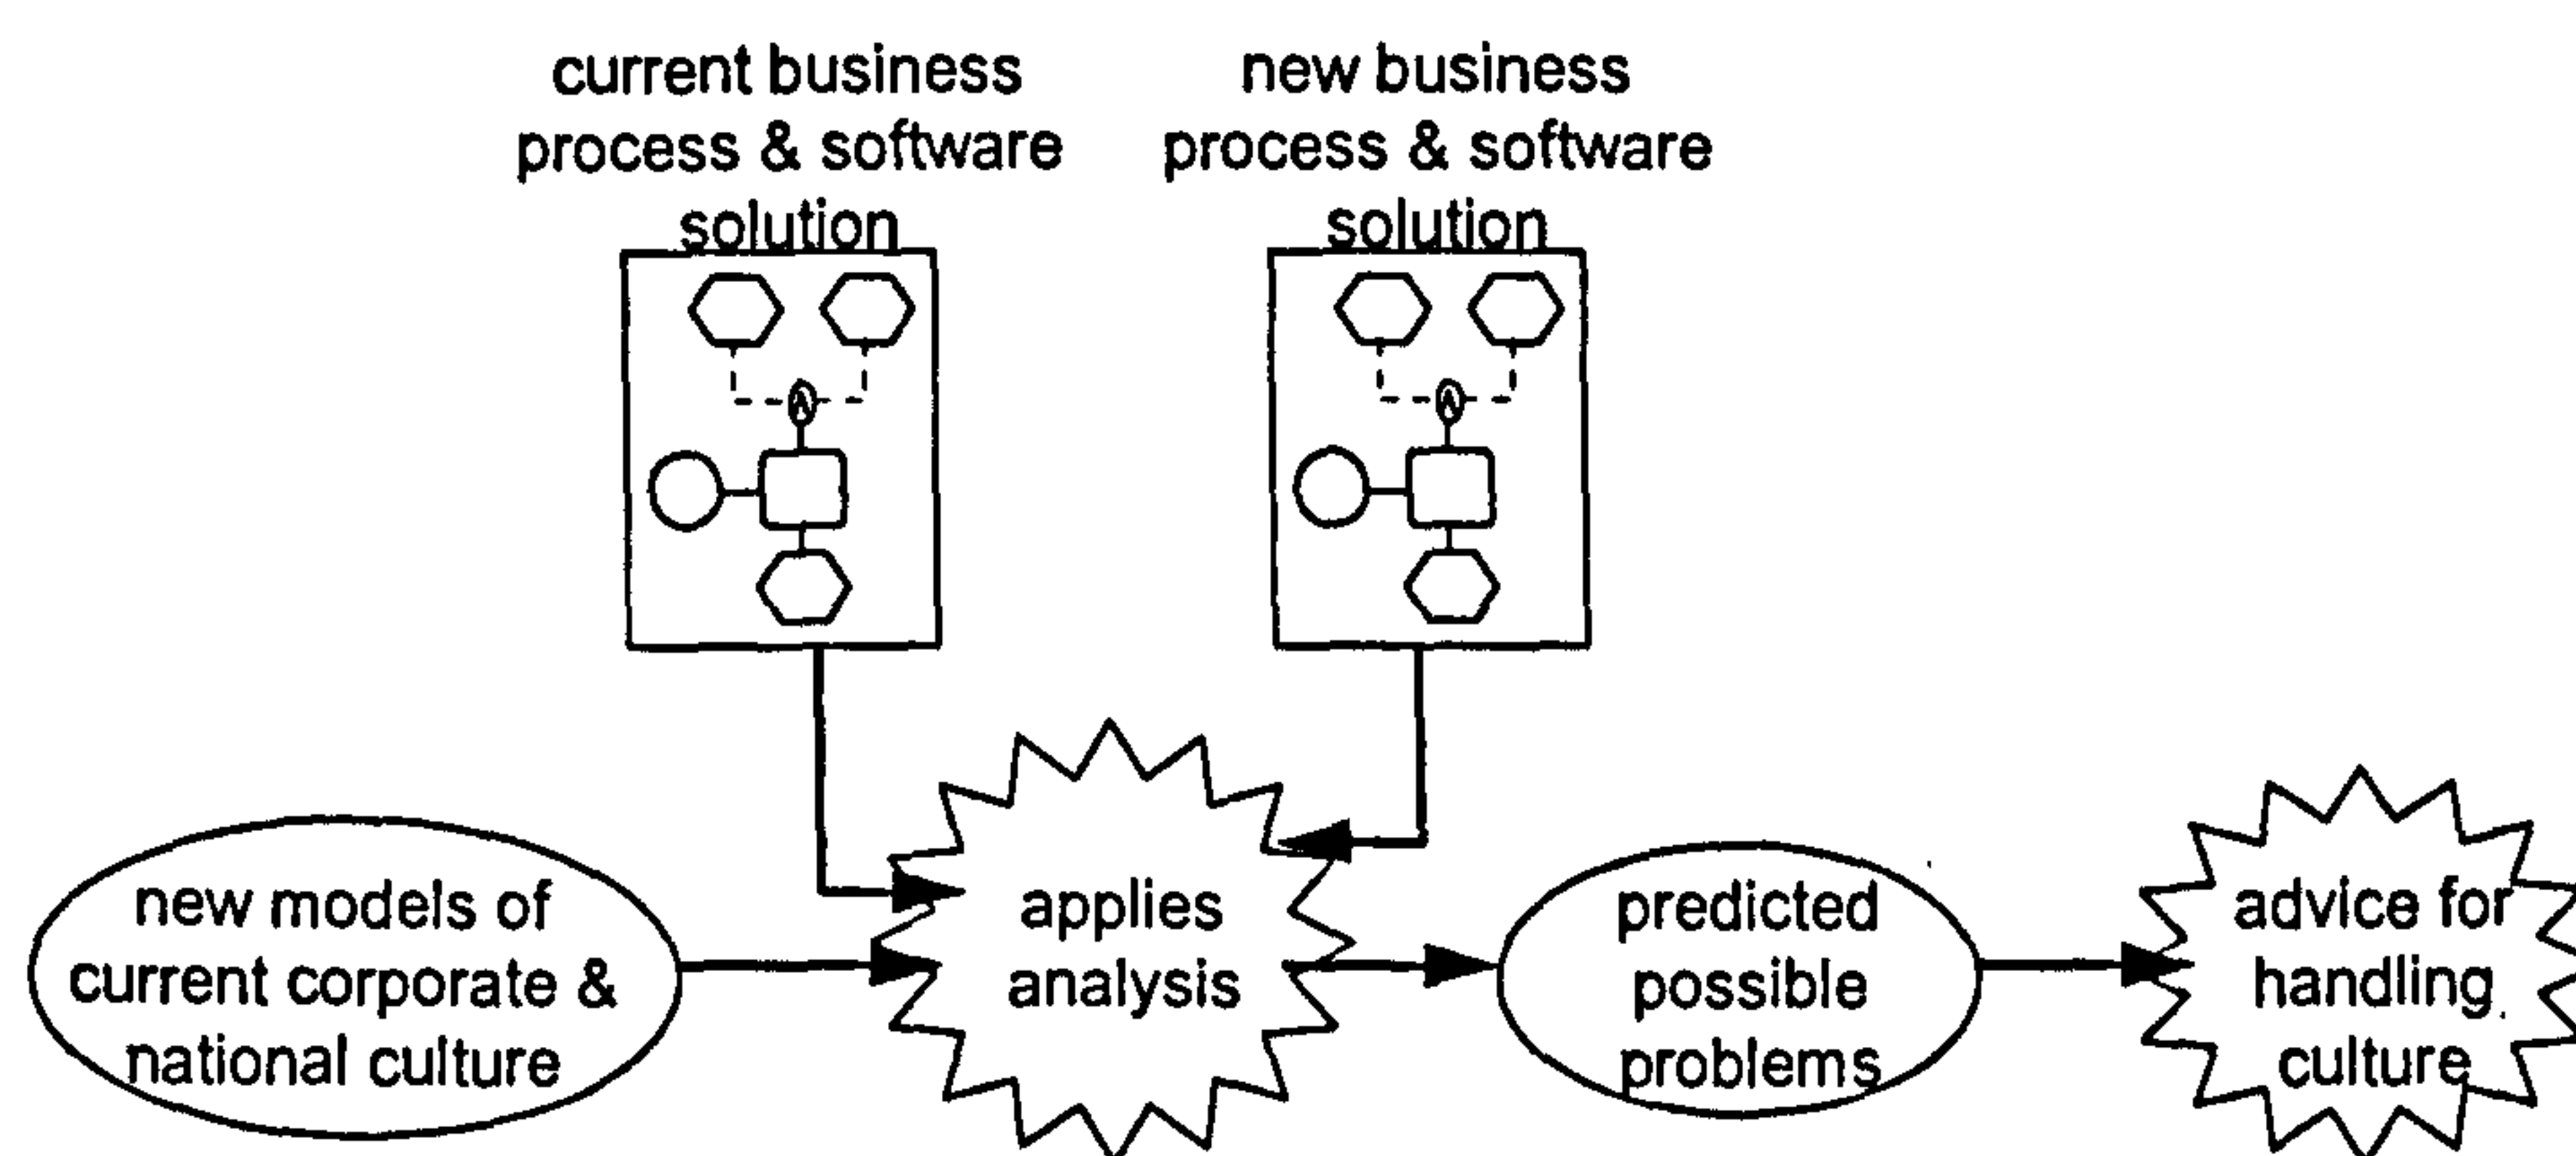 current business
process & software
solution
new business
process & software
solution
new models of
current corporate &
national culture
applies
analysis
predicted
possible
problems
advice for
handling
culture